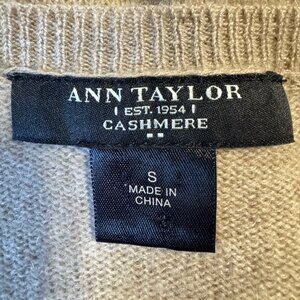 ANN TAYLOR
EST. 1954
CASHMERE
S
MADE IN
CHINA